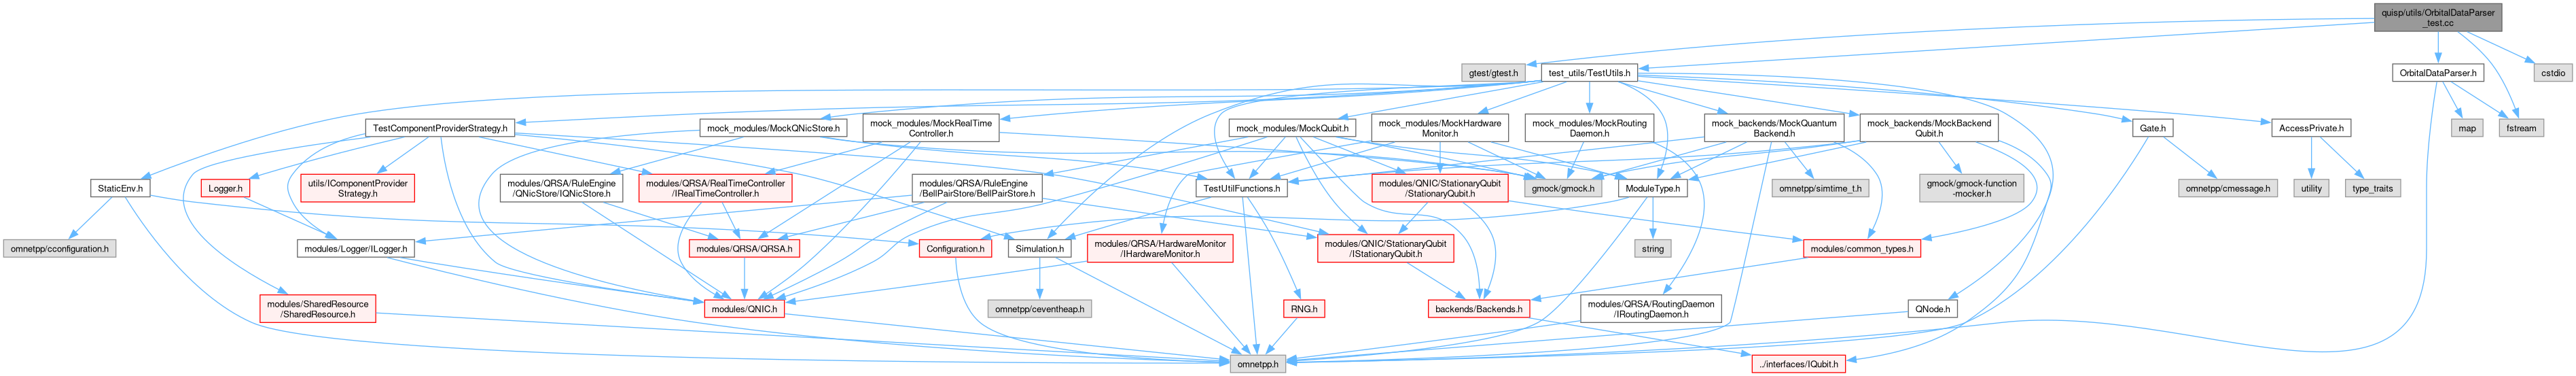 quisp/utils/OrbitalDataParser
_test.cc
gtest/gtest.h
test_utils/TestUtils.h
OrbitalDataParser.h
cstdio
TestComponentProviderStrategy.h
mock_modules/MockQNicStore.h
mock_modules/MockRealTime
Controller.h
mock_modules/MockQubit.h
mock_modules/MockHardware
Monitor.h
mock_modules/MockRouting
Daemon.h
mock_backends/MockQuantum
Backend.h
mock_backends/MockBackend
Qubit.h
Gate.h
AccessPrivate.h
map
fstream
StaticEnv.h
Logger.h
utils/IComponentProvider
Strategy.h
modules/QRSA/RuleEngine
/QNicStore/IQNicStore.h
modules/QRSA/RealTimeController
/IRealTimeController.h
modules/QRSA/RuleEngine
/BellPairStore/BellPairStore.h
TestUtilFunctions.h
modules/QNIC/StationaryQubit
/StationaryQubit.h
gmock/gmock.h
ModuleType.h
omnetpp/simtime_t.h
gmock/gmock-function
-mocker.h
omnetpp/cmessage.h
utility
type_traits
omnetpp/cconfiguration.h
modules/Logger/ILogger.h
modules/QRSA/QRSA.h
Configuration.h
Simulation.h
modules/QRSA/HardwareMonitor
/IHardwareMonitor.h
modules/QNIC/StationaryQubit
/IStationaryQubit.h
string
modules/common_types.h
modules/SharedResource
/SharedResource.h
modules/QNIC.h
omnetpp/ceventheap.h
RNG.h
backends/Backends.h
modules/QRSA/RoutingDaemon
/IRoutingDaemon.h
QNode.h
omnetpp.h
../interfaces/IQubit.h